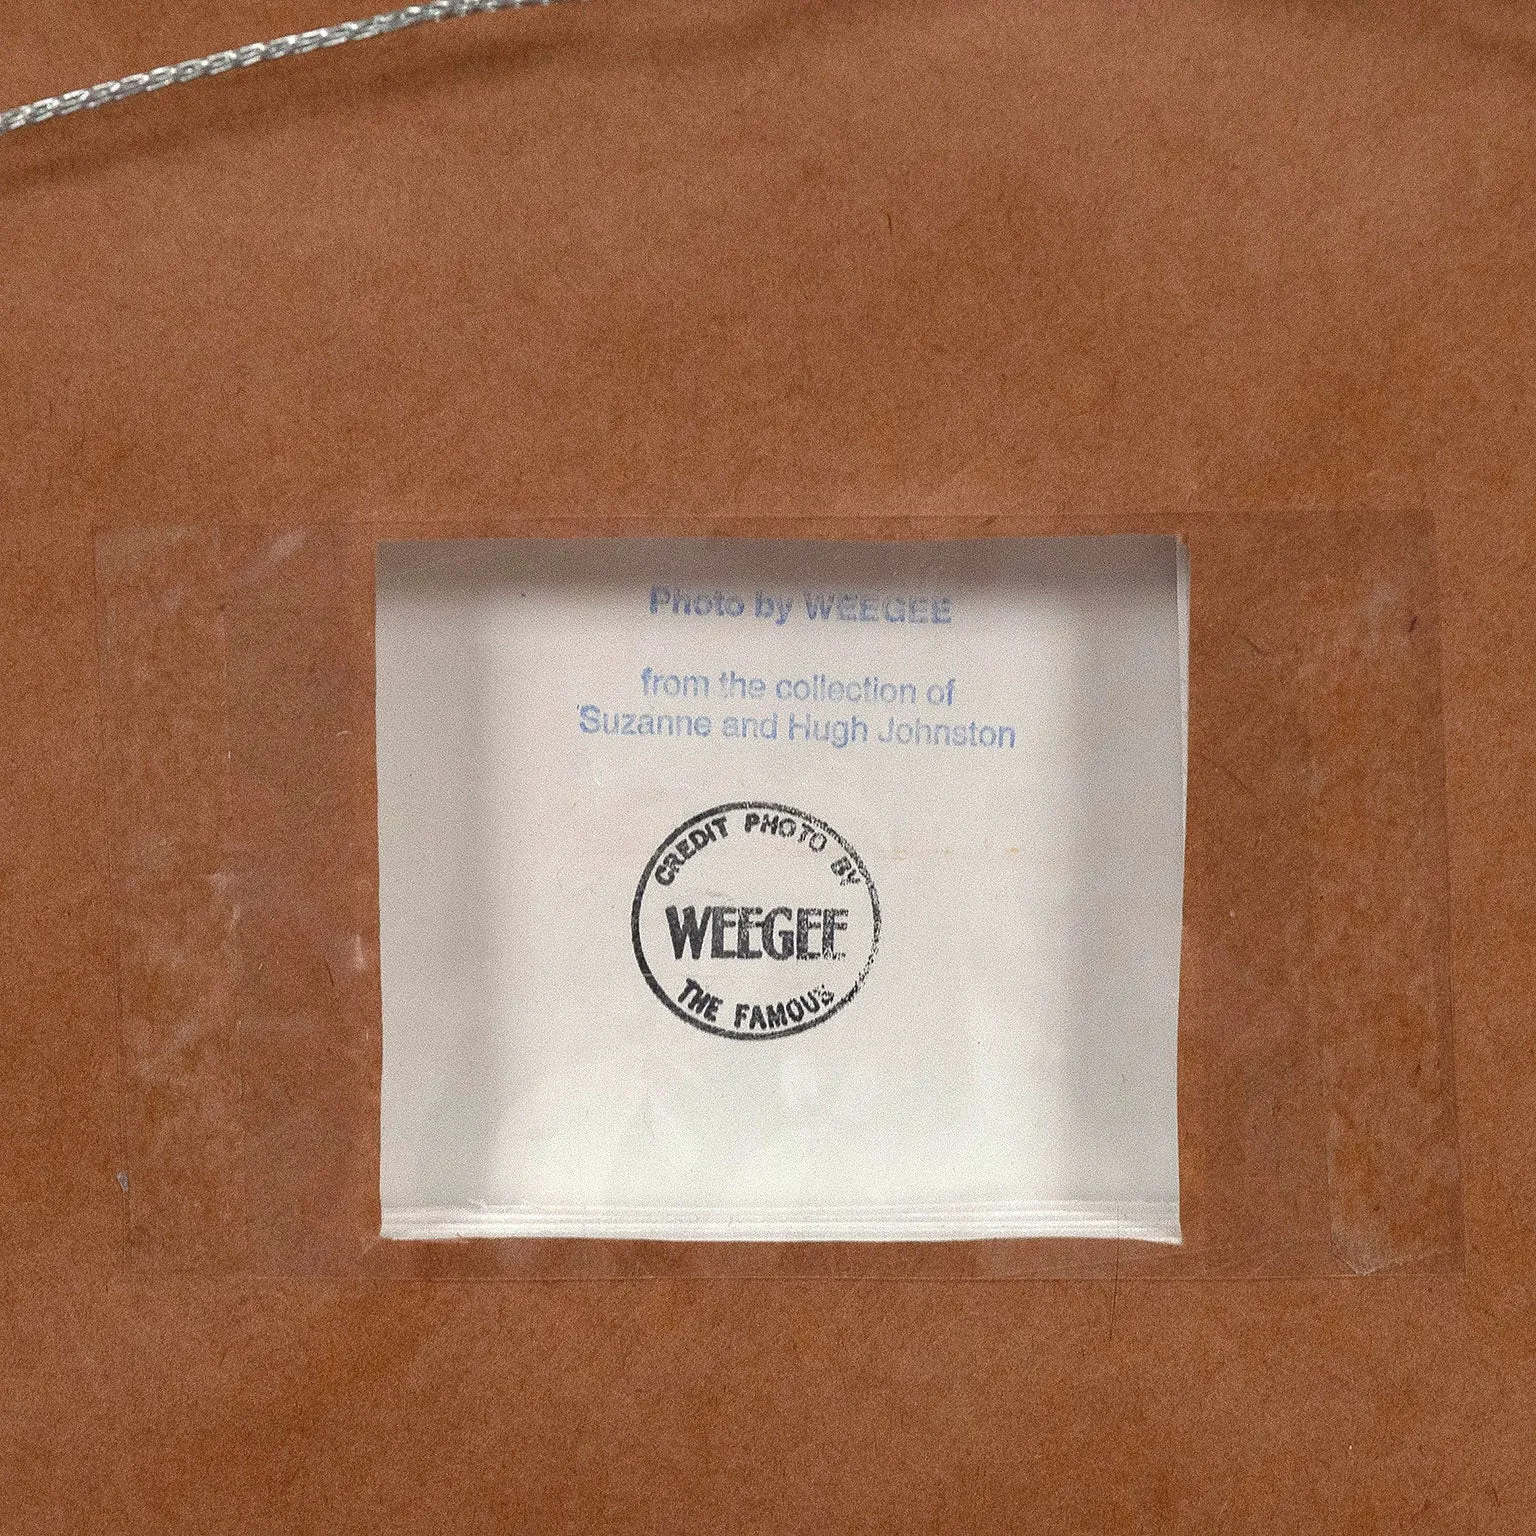 Photo by WEEGEE
from the collection of
Suzanne and Hugh Johnston
CREDIT PHOTO BY
WEEGEE
THE FAMOUS